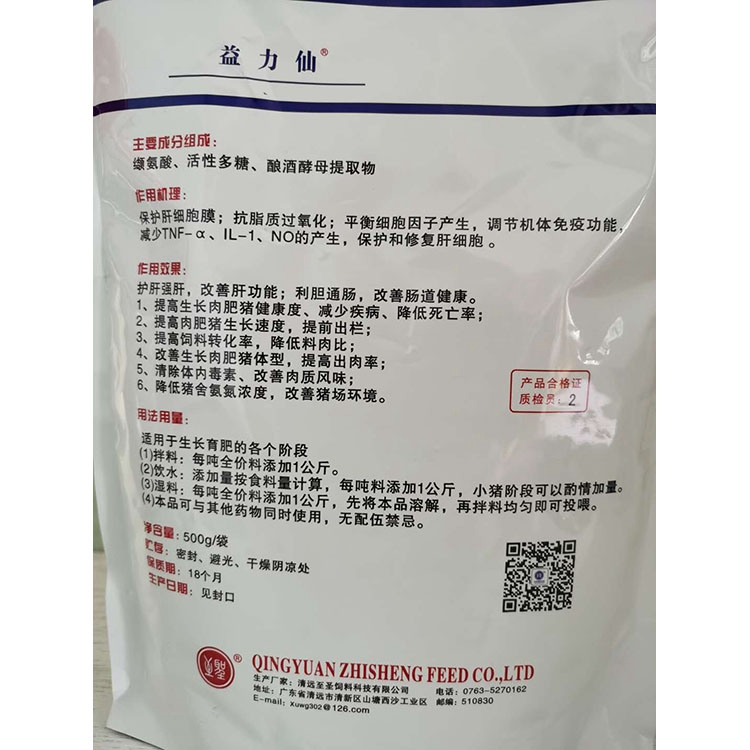 益力仙®
主要成分组成：
缬氨酸、活性多糖、酿酒酵母提取物
作用机理：
保护肝细胞膜；抗脂质过氧化；平衡细胞因子产生，调节机体免疫功能，
减少TNF-α、IL-1、NO的产生，保护和修复肝细胞。
作用效果：
护肝强肝，改善肝功能；利胆通肠，改善肠道健康。
1、提高生长肉肥猪健康度、减少疾病、降低死亡率；
2、提高肉肥猪生长速度，提前出栏；
3、提高饲料转化率，降低料肉比；
4、改善生长肉肥猪体型，提高出肉率；
5、清除体内毒素、改善肉质风味；
6、降低猪舍氨氮浓度，改善猪场环境。
产品合格证
质检员：2
用法用量：
适用于生长育肥的各个阶段
(1)拌料：每吨全价料添加1公斤。
(2)饮水：添加量按食料量计算，每吨料添加1公斤，小猪阶段可以酌情加量。
(3)湿料：每吨全价料添加1公斤，先将本品溶解，再拌料均匀即可投喂。
(4)本品可与其他药物同时使用，无配伍禁忌。
净含量：500g/袋
贮存：密封、避光、干燥阴凉处
保质期：18个月
生产日期：见封口
QINGYUAN ZHISHENG FEED CO.,LTD
生产厂家：清远至圣饲料科技有限公司 电话：0763-5270162
地址：广东省清远市清新区山塘西沙工业区 邮编：510830
E-mail：xuwg302@126.com